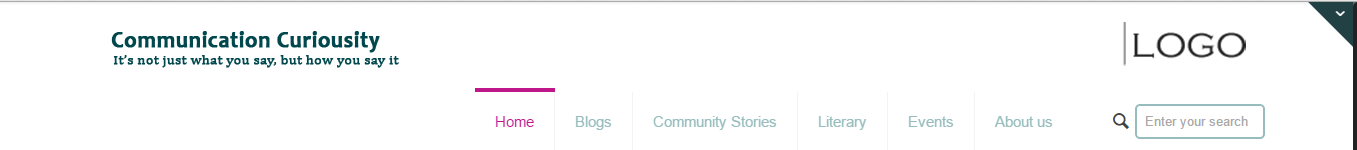 Communication Curiousity
It's not just what you say, but how you say it
LOGO
Home Blogs Community Stories Literary Events About us Enter your search